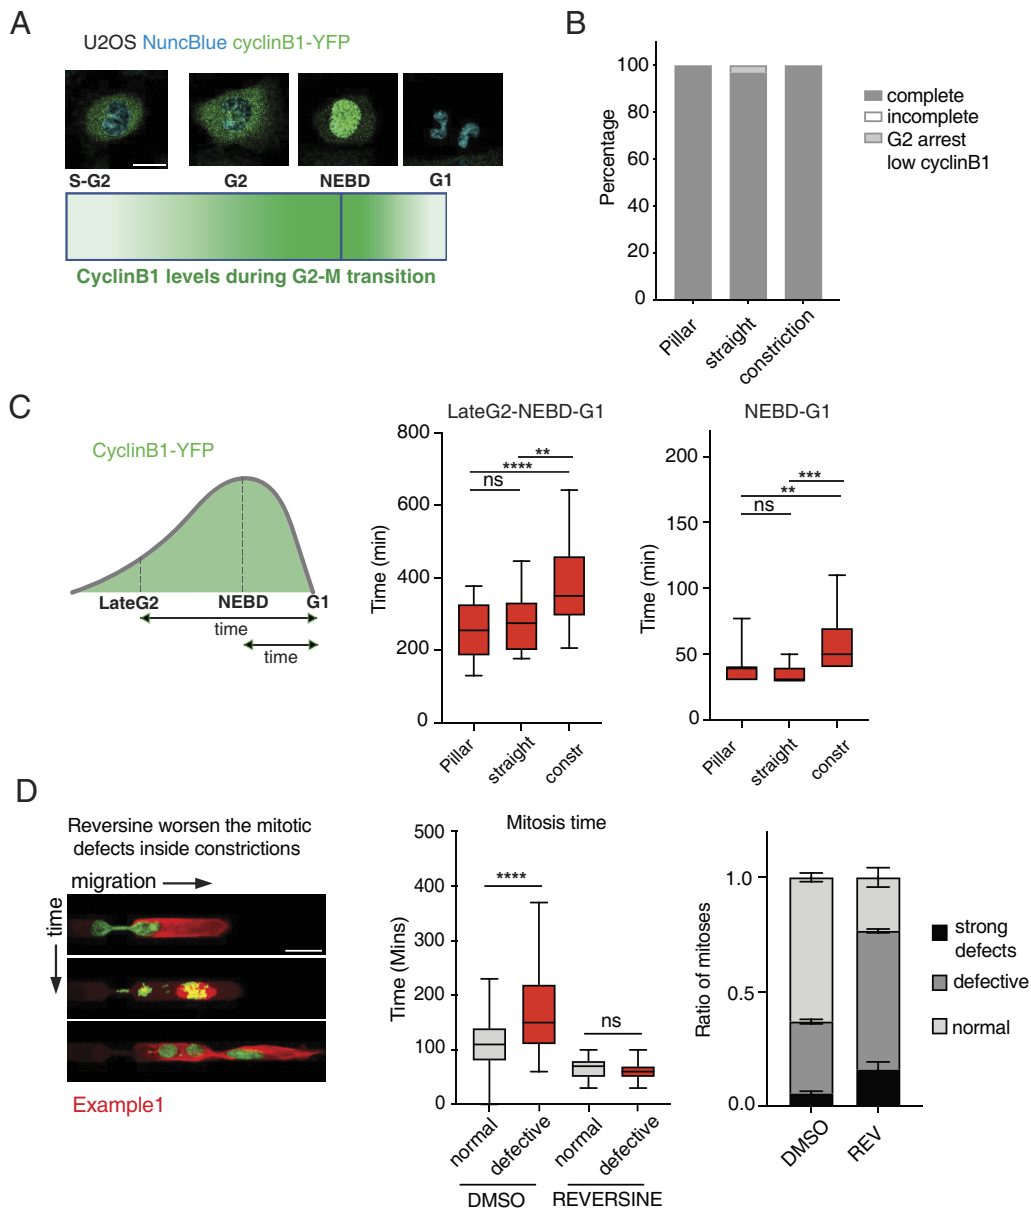 A
U2OS NuncBlue cyclinB1-YFP
S-G2
G2
NEBD
G1
CyclinB1 levels during G2-M transition
B
Percentage
100
80
60
40
20
0
Pillar
straight
constriction
complete
incomplete
G2 arrest
low cyclinB1
C
CyclinB1-YFP
LateG2
NEBD
G1
time
time
LateG2-NEBD-G1
Time (min)
800
600
400
200
0
**
****
ns
Pillar
straight
constr
NEBD-G1
Time (min)
200
150
100
50
0
***
**
ns
Pillar
straight
constr
D
Reversine worsen the mitotic
defects inside constrictions
migration
time
Example1
Mitosis time
Time (Mins)
500
400
300
200
100
0
****
ns
normal
defective
normal
defective
DMSO
REVERSINE
Ratio of mitoses
1.0
0.5
0.0
DMSO
REV
strong
defects
defective
normal